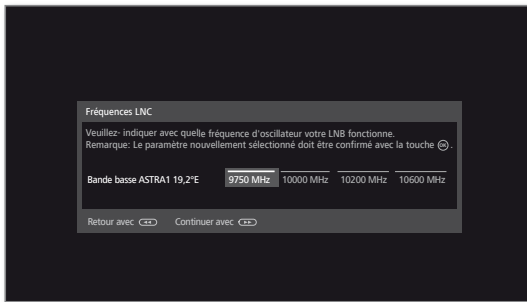 Fréquences LNC
Veuillez- indiquer avec quelle fréquence d'oscillateur votre LNB fonctionne.
Remarque: Le paramètre nouvellement sélectionné doit être confirmé avec la touche OK .
Bande basse ASTRA1 19,2°E 9750 MHz 10000 MHz 10200 MHz 10600 MHz
Retour avec Continuer avec